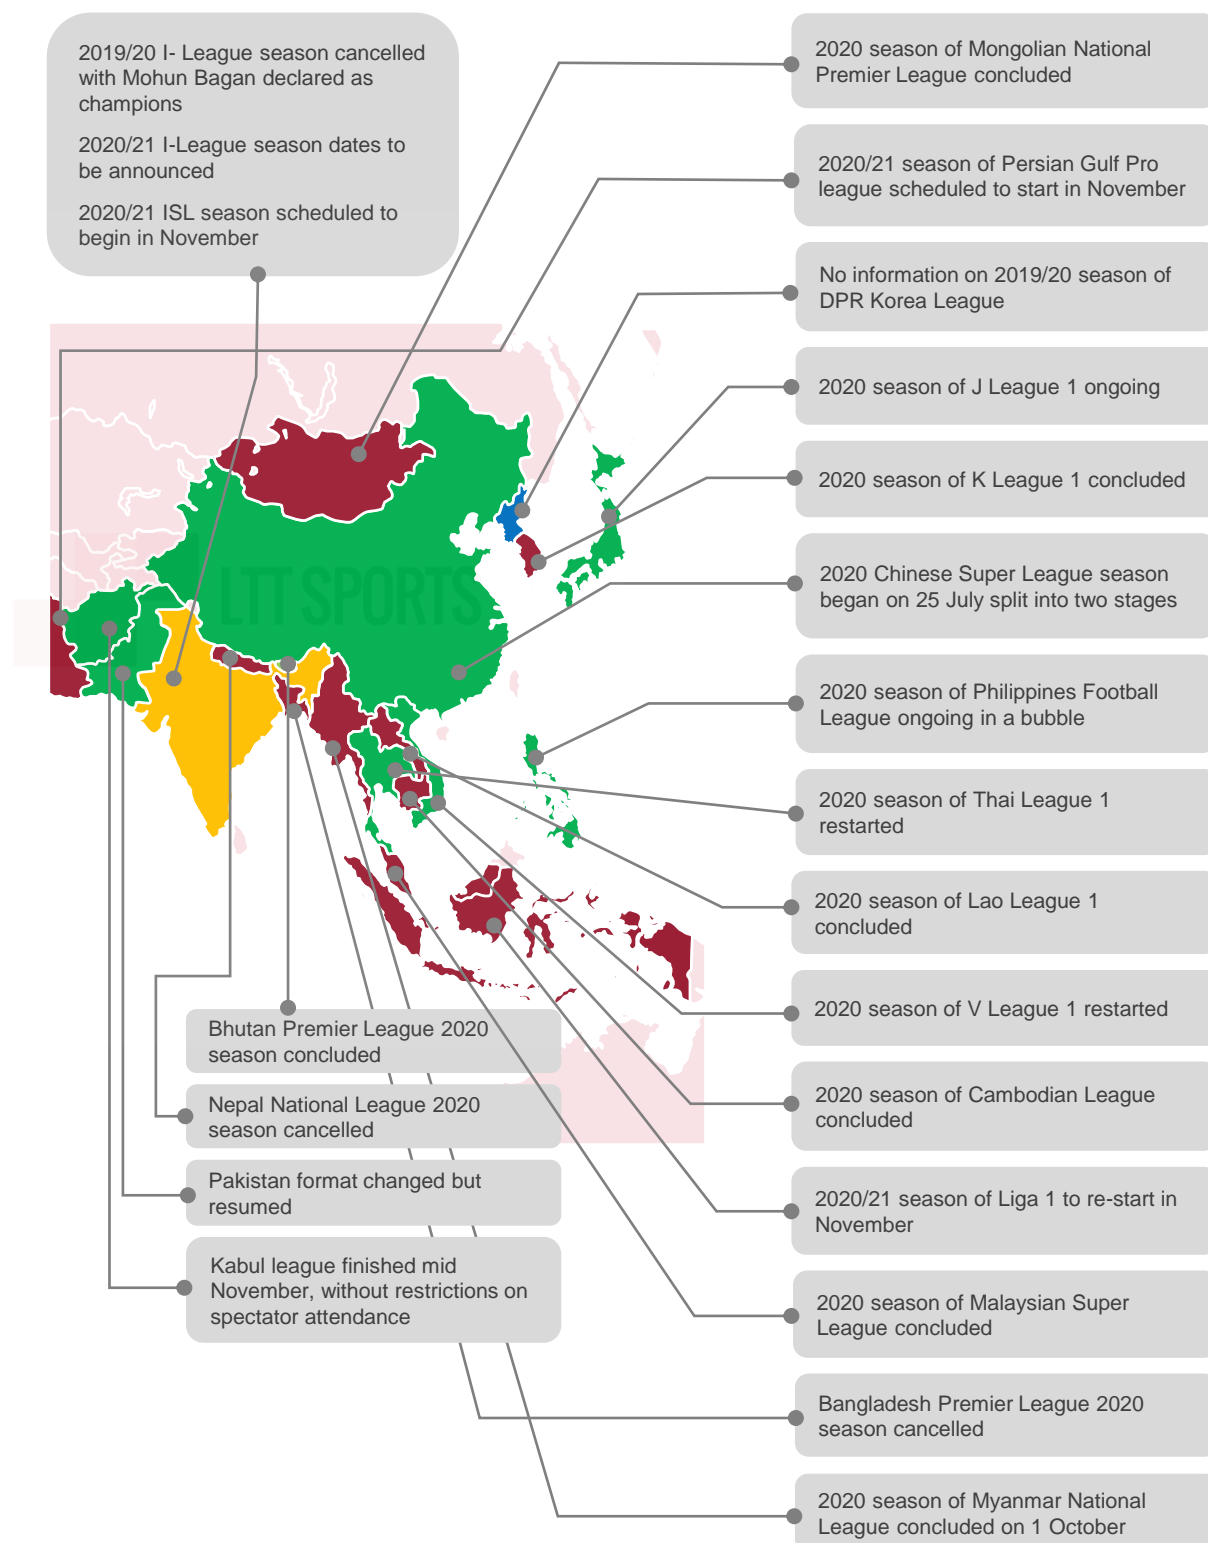 2019/20 I- League season cancelled
with Mohun Bagan declared as
champions
2020/21 I-League season dates to
be announced
2020/21 ISL season scheduled to
begin in November
2020 season of Mongolian National
Premier League concluded
2020/21 season of Persian Gulf Pro
league scheduled to start in November
No information on 2019/20 season of
DPR Korea League
2020 season of J League 1 ongoing
2020 season of K League 1 concluded
2020 Chinese Super League season
began on 25 July split into two stages
LTT SPORTS
2020 season of Philippines Football
League ongoing in a bubble
2020 season of Thai League 1
restarted
2020 season of Lao League 1
concluded
2020 season of V League 1 restarted
2020 season of Cambodian League
concluded
2020/21 season of Liga 1 to re-start in
November
2020 season of Malaysian Super
League concluded
Bangladesh Premier League 2020
season cancelled
2020 season of Myanmar National
League concluded on 1 October
Bhutan Premier League 2020
season concluded
Nepal National League 2020
season cancelled
Pakistan format changed but
resumed
Kabul league finished mid
November, without restrictions on
spectator attendance